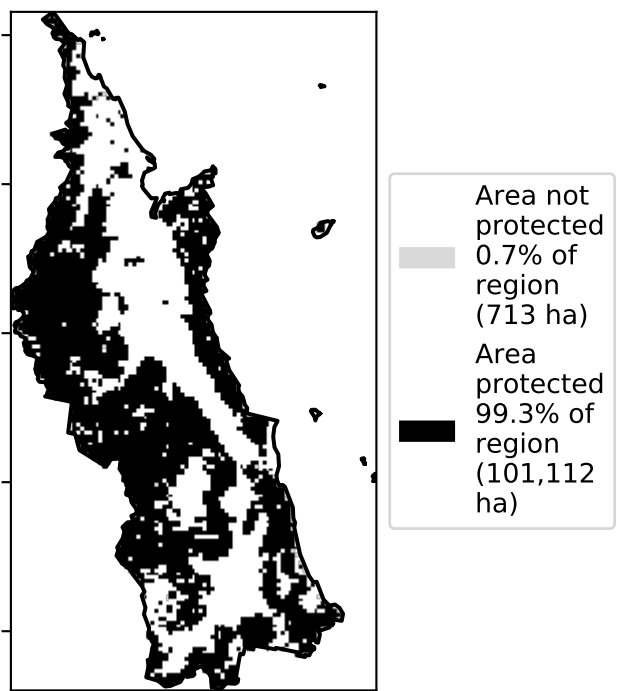 Area not
protected
0.7% of
region
(713 ha)
Area
protected
99.3% of
region
(101,112
ha)